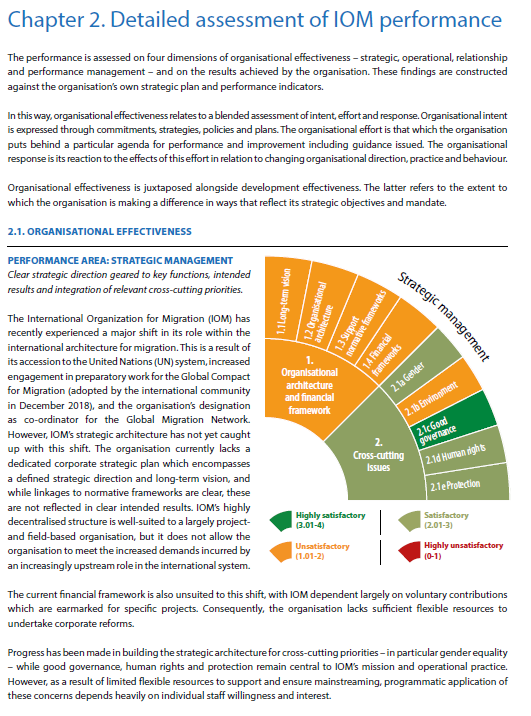 Chapter 2. Detailed assessment of IOM performance
The performance is assessed on four dimensions of organisational effectiveness – strategic, operational, relationship
and performance management – and on the results achieved by the organisation. These findings are constructed
against the organisation's own strategic plan and performance indicators.
In this way, organisational effectiveness relates to a blended assessment of intent, effort and response. Organisational intent
is expressed through commitments, strategies, policies and plans. The organisational effort is that which the organisation
puts behind a particular agenda for performance and improvement including guidance issued. The organisational
response is its reaction to the effects of this effort in relation to changing organisational direction, practice and behaviour.
Organisational effectiveness is juxtaposed alongside development effectiveness. The latter refers to the extent to
which the organisation is making a difference in ways that reflect its strategic objectives and mandate.
2.1. ORGANISATIONAL EFFECTIVENESS
PERFORMANCE AREA: STRATEGIC MANAGEMENT
Clear strategic direction geared to key functions, intended
results and integration of relevant cross-cutting priorities.
The International Organization for Migration (IOM) has
recently experienced a major shift in its role within the
international architecture for migration. This is a result of
its accession to the United Nations (UN) system, increased
engagement in preparatory work for the Global Compact
for Migration (adopted by the international community
in December 2018), and the organisation's designation
as co-ordinator for the Global Migration Network.
However, IOM's strategic architecture has not yet caught
up with this shift. The organisation currently lacks a
dedicated corporate strategic plan which encompasses
a defined strategic direction and long-term vision, and
while linkages to normative frameworks are clear, these
are not reflected in clear intended results. IOM's highly
decentralised structure is well-suited to a largely project-
and field-based organisation, but it does not allow the
organisation to meet the increased demands incurred by
an increasingly upstream role in the international system.
Strategic management
1.1 Long-term vision
1.2 Organisational
architecture
1.3 Support
normative frameworks
1.4 Financial
frameworks
2.1a Gender
2.1b Environment
2.1c Good
governance
2.1d Human rights
2.1e Protection
1.
Organisational
architecture
and financial
framework
2.
Cross-cutting
issues
Highly satisfactory
(3.01-4)
Satisfactory
(2.01-3)
Unsatisfactory
(1.01-2)
Highly unsatisfactory
(0-1)
The current financial framework is also unsuited to this shift, with IOM dependent largely on voluntary contributions
which are earmarked for specific projects. Consequently, the organisation lacks sufficient flexible resources to
undertake corporate reforms.
Progress has been made in building the strategic architecture for cross-cutting priorities – in particular gender equality
– while good governance, human rights and protection remain central to IOM's mission and operational practice.
However, as a result of limited flexible resources to support and ensure mainstreaming, programmatic application of
these concerns depends heavily on individual staff willingness and interest.